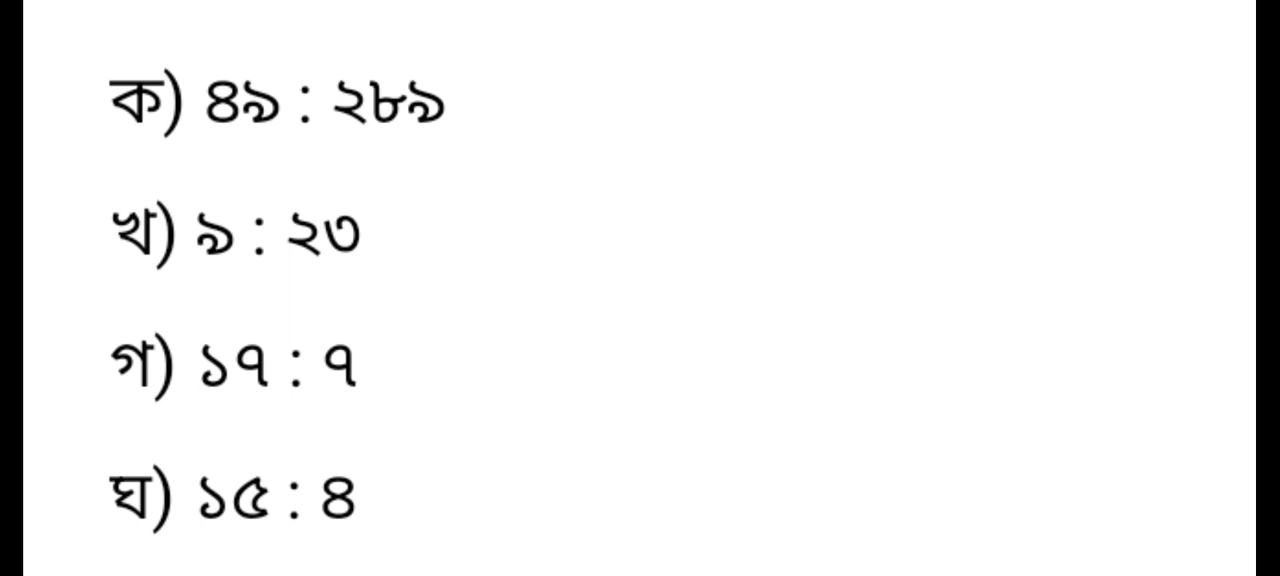 ক) ৪৯ : ২৮৯
খ) ৯ : ২৩
গ) ১৭ : ৭
ঘ) ১৫ : ৪